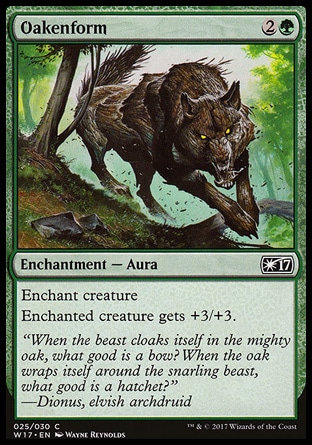 Oakenform 2
Enchantment — Aura 17
Enchant creature
Enchanted creature gets +3/+3.
“When the beast cloaks itself in the mighty
oak, what good is a bow? When the oak
wraps itself around the snarling beast,
what good is a hatchet?”
—Dionus, elvish archdruid
025/030 C
W17 • EN Wayne Reynolds ™ & © 2017 Wizards of the Coast